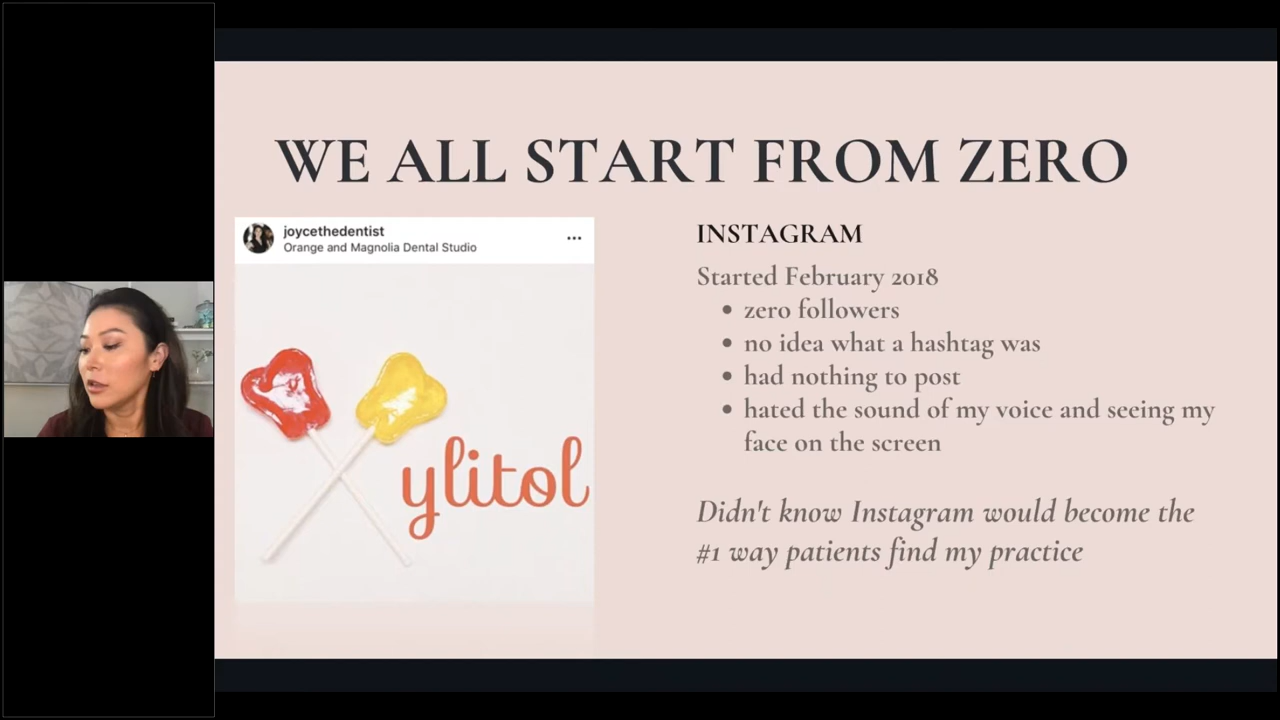 WE ALL START FROM ZERO
joycethedentist
Orange and Magnolia Dental Studio
ylitol
INSTAGRAM
Started February 2018
• zero followers
• no idea what a hashtag was
• had nothing to post
• hated the sound of my voice and seeing my
face on the screen
Didn't know Instagram would become the
#1 way patients find my practice